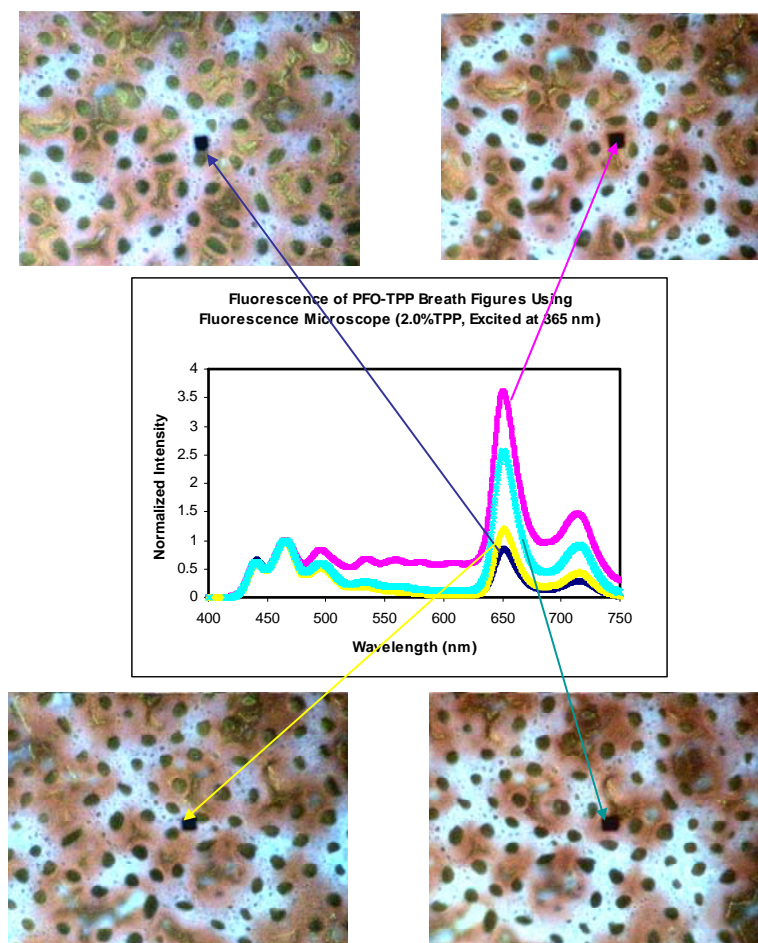 Fluorescence of PFO-TPP Breath Figures Using
Fluorescence Microscope (2.0%TPP, Excited at 365 nm)
4
3.5
3
2.5
2
1.5
1
0.5
0
Normalized Intensity
400 450 500 550 600 650 700 750
Wavelength (nm)